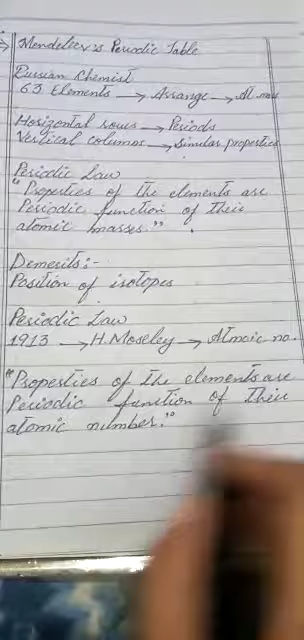 Mendeleev's Periodic Table
Russian Chemist
63 Elements → Arrange → At. mas
Horizontal rows → Periods
Vertical columns → Similar properties
Periodic Law
"Properties of the elements are
Periodic function of their
atomic masses."
Demerits:-
Position of isotopes
Periodic Law
1913 → H. Moseley → Atmoic no.
"Properties of the elements are
Periodic function of their
atomic number."